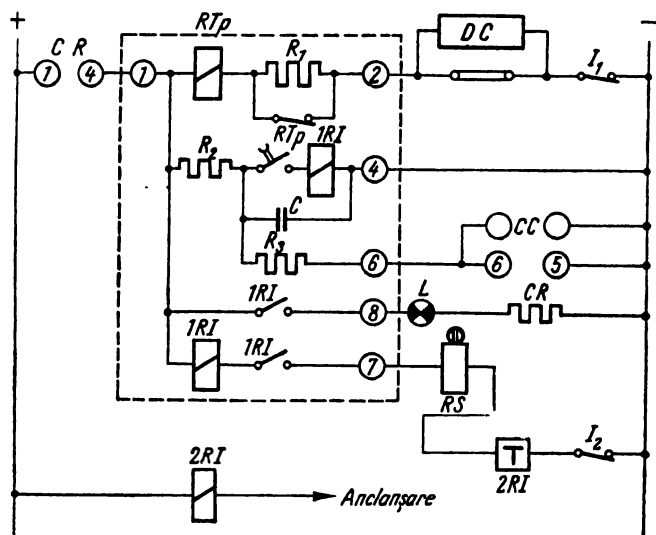 +
RTp
DC
−
C R
1
4
1
R1
2
I1
RTp
R2
1RI
4
C
R3
CC
6
6
5
1RI
8
L
CR
1RI
1RI
7
RS
I2
2RI
T
2RI
Anclanșare